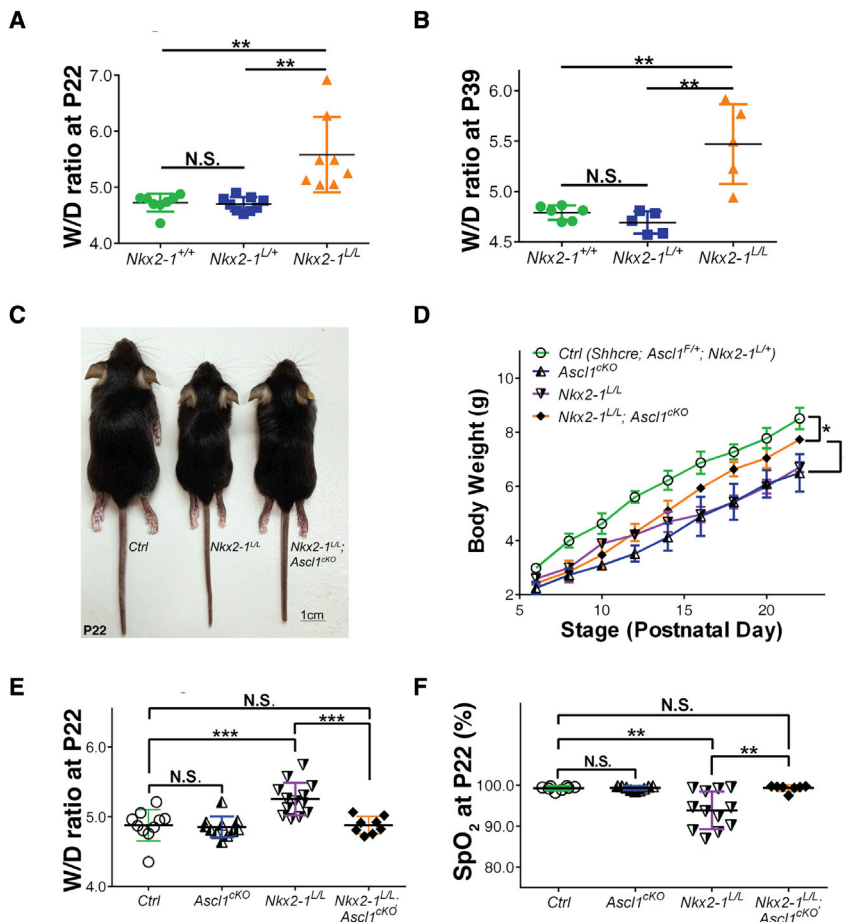 A
W/D ratio at P22
**
**
N.S.
7.0
6.0
5.0
4.0
Nkx2-1+/+ Nkx2-1L/+ Nkx2-1L/L
B
W/D ratio at P39
**
**
N.S.
6.0
5.5
5.0
4.5
Nkx2-1+/+ Nkx2-1L/+ Nkx2-1L/L
C
Ctrl
Nkx2-1L/L
Nkx2-1L/L;
Ascl1cKO
1cm
P22
D
Ctrl (Shhcre; Ascl1F/+; Nkx2-1L/+)
Ascl1cKO
Nkx2-1L/L
Nkx2-1L/L; Ascl1cKO
Body Weight (g)
10
8
6
4
2
*
5 10 15 20
Stage (Postnatal Day)
E
W/D ratio at P22
N.S.
***
***
N.S.
6.0
5.0
4.0
Ctrl Ascl1cKO Nkx2-1L/L Nkx2-1L/L;
Ascl1cKO
F
SpO2 at P22 (%)
N.S.
**
**
N.S.
100.0
90.0
80.0
Ctrl Ascl1cKO Nkx2-1L/L Nkx2-1L/L;
Ascl1cKO